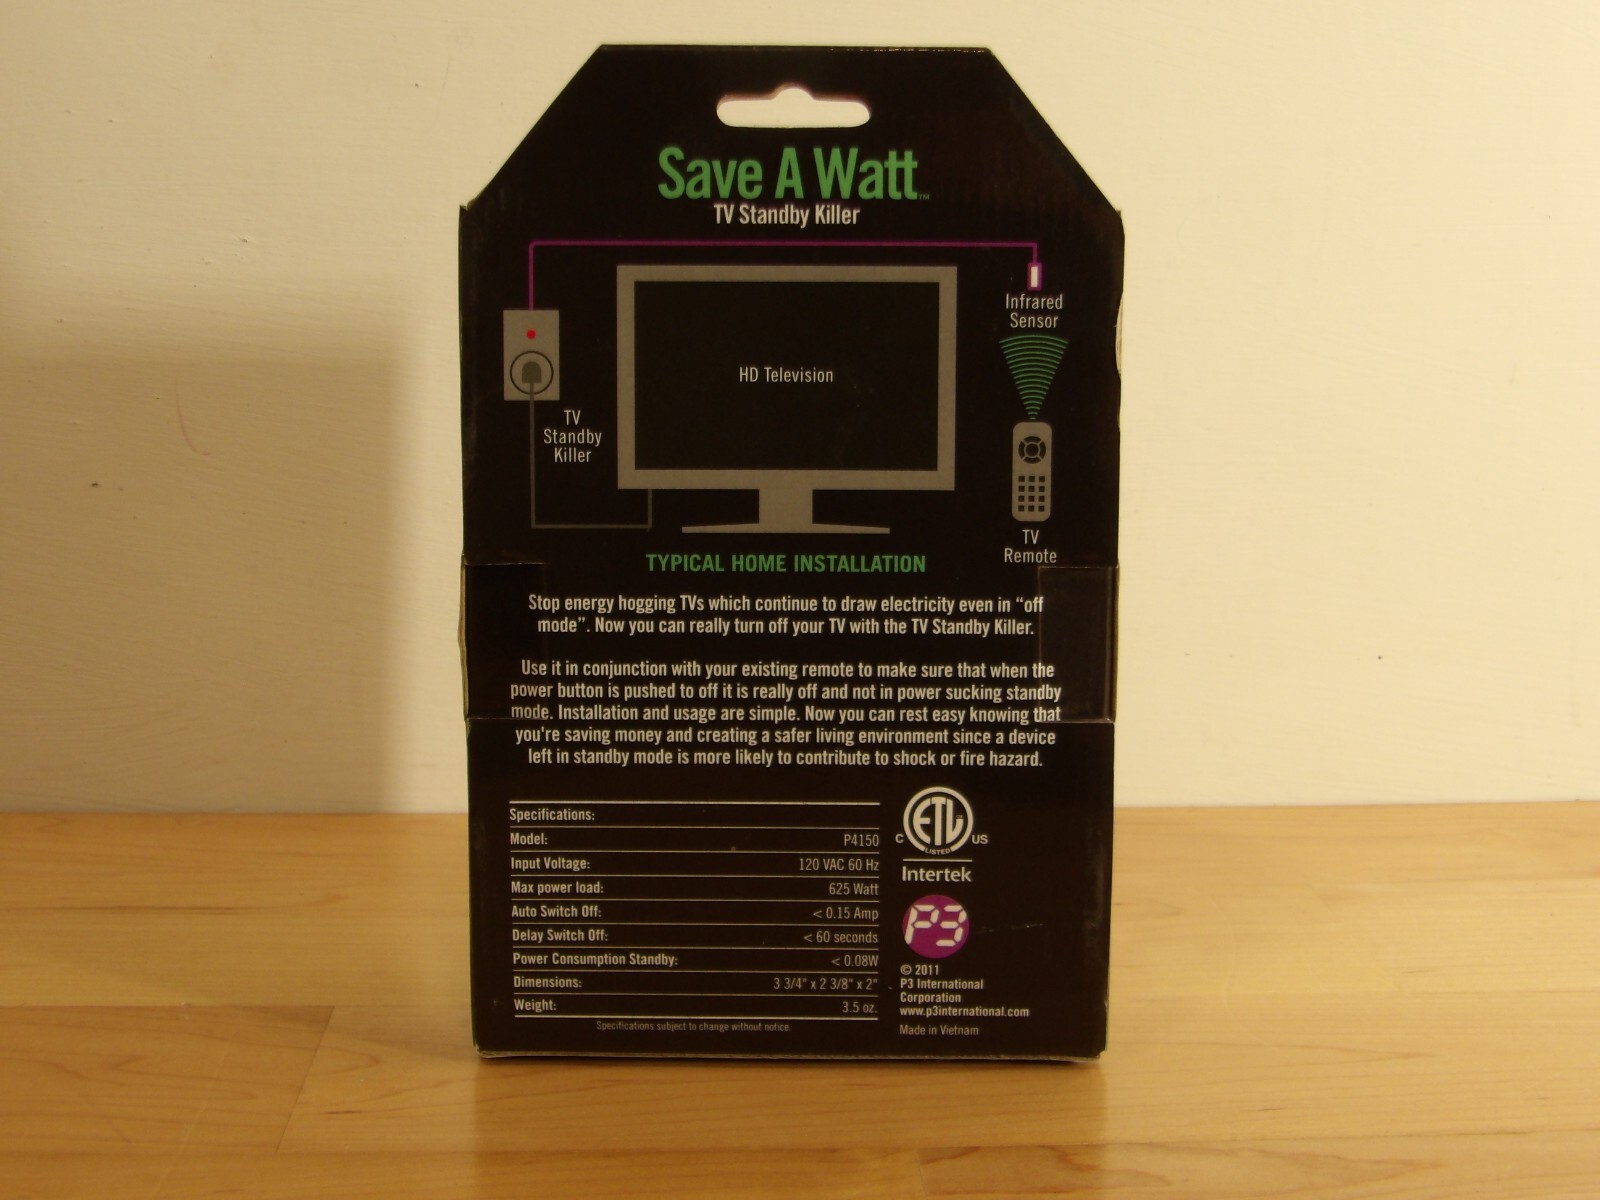 Save A Watt™
TV Standby Killer
Infrared
Sensor
HD Television
TV
Standby
Killer
TV
Remote
TYPICAL HOME INSTALLATION
Stop energy hogging TVs which continue to draw electricity even in “off
mode”. Now you can really turn off your TV with the TV Standby Killer.
Use it in conjunction with your existing remote to make sure that when the
power button is pushed to off it is really off and not in power sucking standby
mode. Installation and usage are simple. Now you can rest easy knowing that
you're saving money and creating a safer living environment since a device
left in standby mode is more likely to contribute to shock or fire hazard.
Specifications:
Model: P4150
Input Voltage: 120 VAC 60 Hz
Max power load: 625 Watt
Auto Switch Off: < 0.15 Amp
Delay Switch Off: < 60 seconds
Power Consumption Standby: < 0.08W
Dimensions: 3 3/4" x 2 3/8" x 2"
Weight: 3.5 oz.
Specifications subject to change without notice.
ETL
C LISTED US
Intertek
P3
© 2011
P3 International
Corporation
www.p3international.com
Made in Vietnam